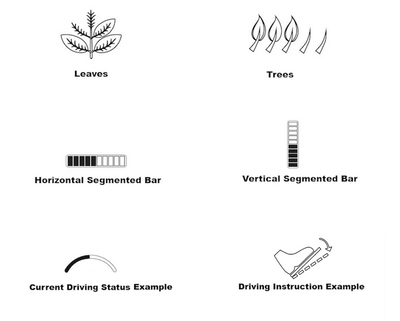 Leaves
Trees
Horizontal Segmented Bar
Vertical Segmented Bar
Current Driving Status Example
Driving Instruction Example